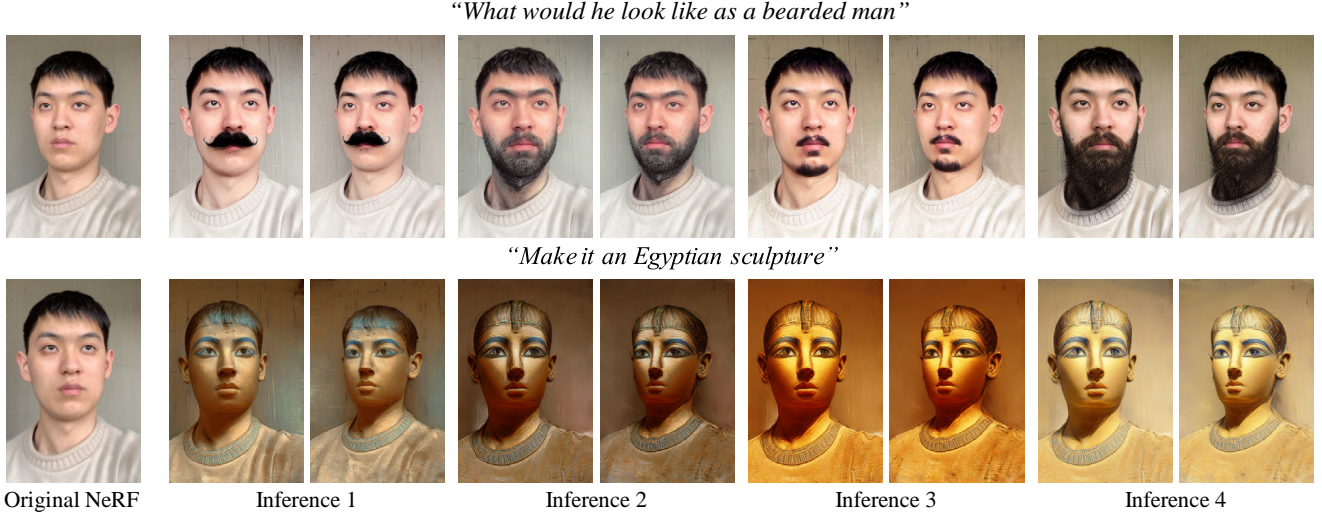 “What would he look like as a bearded man”
“Make it an Egyptian sculpture”
Original NeRF Inference 1 Inference 2 Inference 3 Inference 4